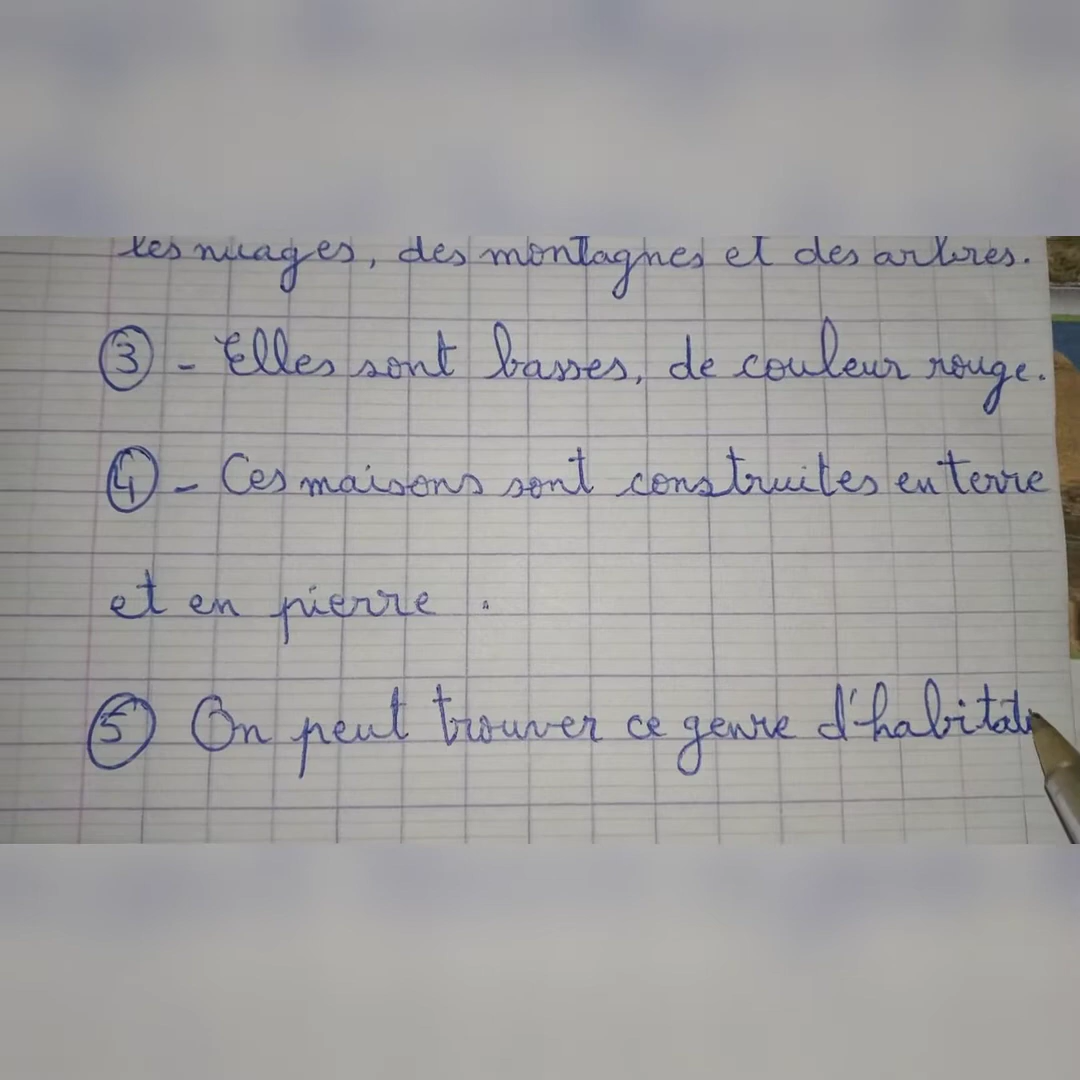 les nuages, des montagnes et des arbres.
③ - Elles sont basses, de couleur rouge.
④ - Ces maisons sont construites en terre
et en pierre .
⑤ On peut trouver ce genre d'habitat